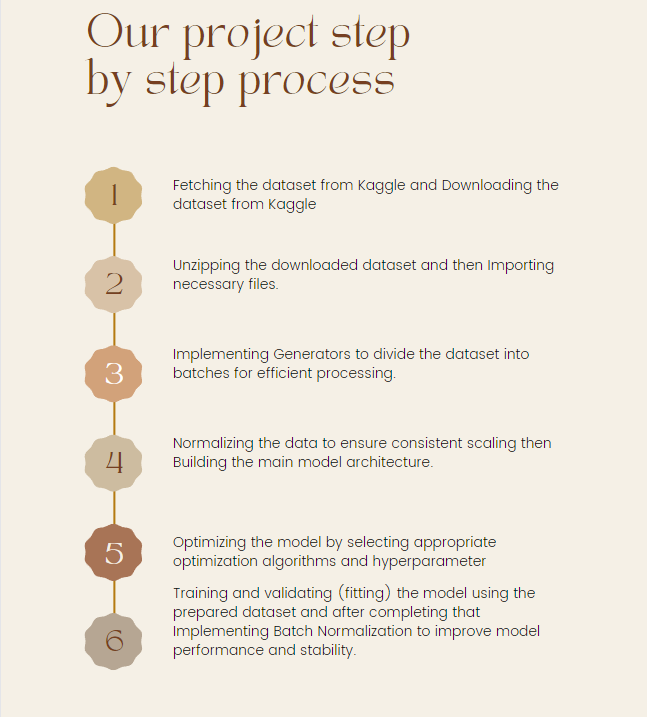 Our project step
by step process
1
Fetching the dataset from Kaggle and Downloading the
dataset from Kaggle
2
Unzipping the downloaded dataset and then Importing
necessary files.
3
Implementing Generators to divide the dataset into
batches for efficient processing.
4
Normalizing the data to ensure consistent scaling then
Building the main model architecture.
5
Optimizing the model by selecting appropriate
optimization algorithms and hyperparameter
6
Training and validating (fitting) the model using the
prepared dataset and after completing that
Implementing Batch Normalization to improve model
performance and stability.